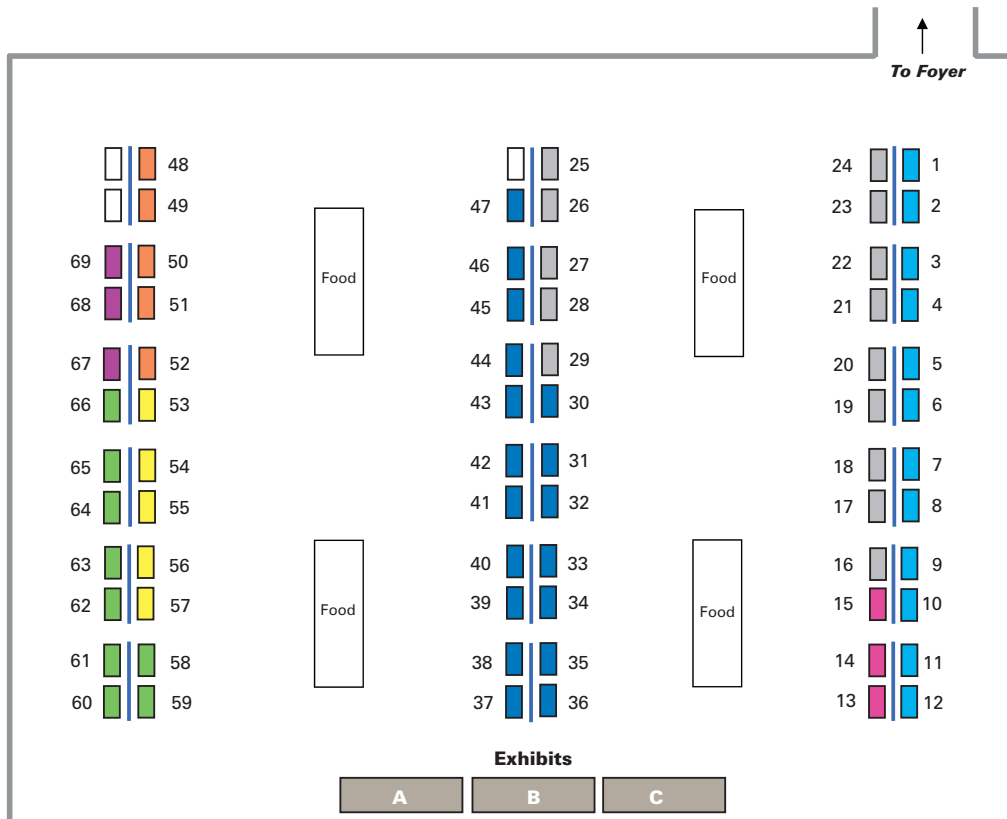 To Foyer
48 25 24 1
49 47 26 23 2
69 50 46 27 22 3
Food Food
68 51 45 28 21 4
67 52 44 29 20 5
66 53 43 30 19 6
65 54 42 31 18 7
64 55 41 32 17 8
63 56 40 33 16 9
62 57 Food 39 34 Food 15 10
61 58 38 35 14 11
60 59 37 36 13 12
Exhibits
A B C